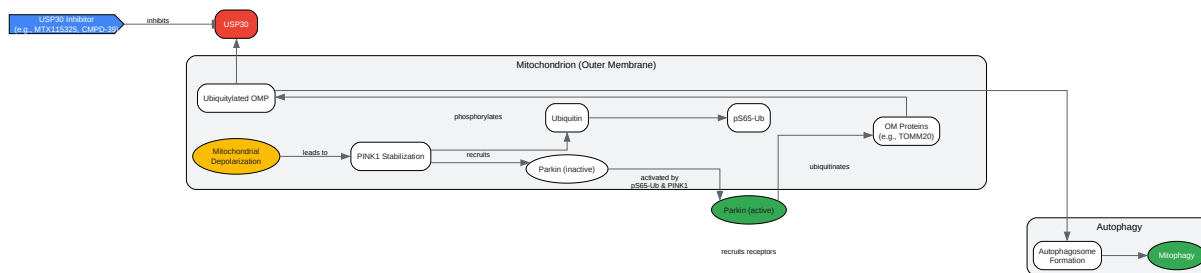 USP30 Inhibitor
(e.g., MTX115325, CMPD-39)
inhibits
USP30
Mitochondrion (Outer Membrane)
Ubiquitylated OMP
phosphorylates
Ubiquitin
pS65-Ub
OM Proteins
(e.g., TOMM20)
Mitochondrial
Depolarization
leads to
PINK1 Stabilization
recruits
Parkin (inactive)
activated by
pS65-Ub & PINK1
ubiquitinates
Parkin (active)
recruits receptors
Autophagy
Autophagosome
Formation
Mitophagy